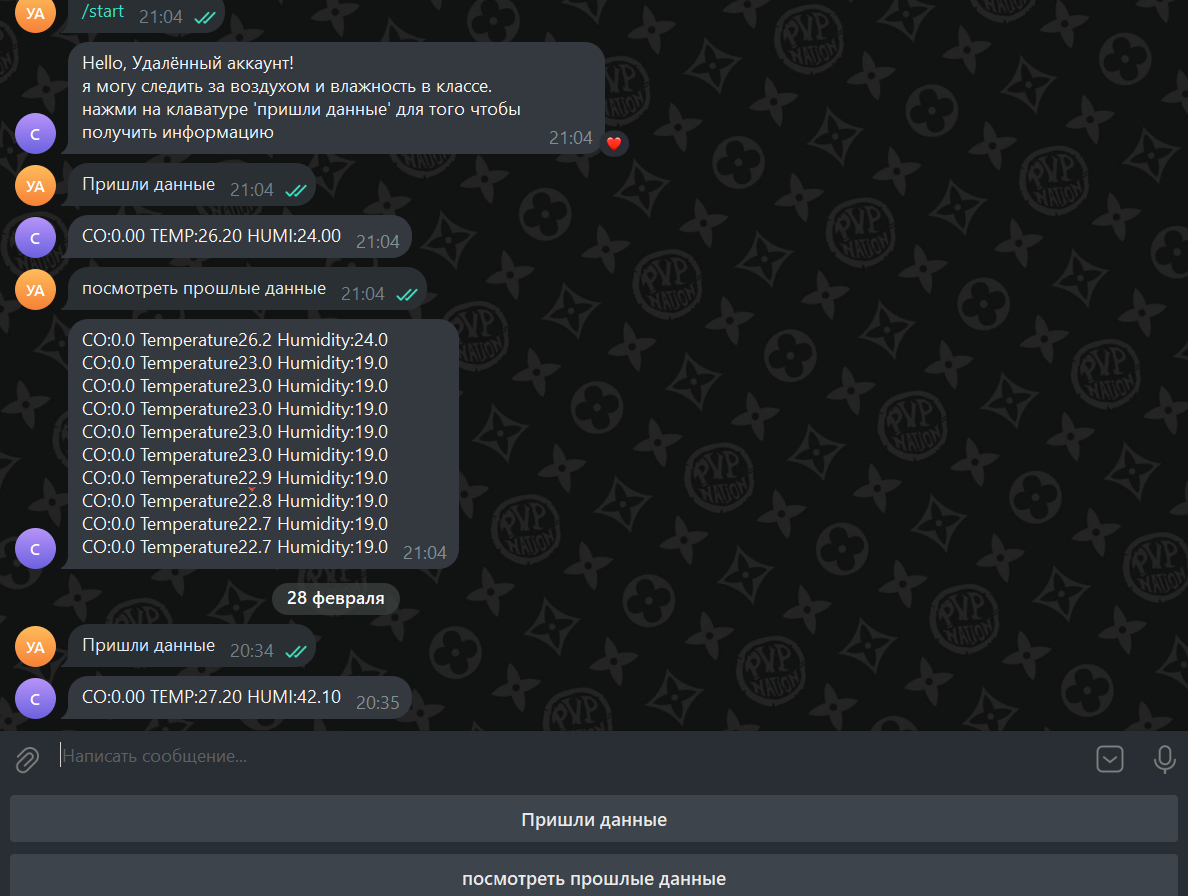 УА
/start 21:04
Hello, Удалённый аккаунт!
я могу следить за воздухом и влажность в классе.
нажми на клаватуре 'пришли данные' для того чтобы
получить информацию
21:04
С
УА
Пришли данные 21:04
С
CO:0.00 TEMP:26.20 HUMI:24.00 21:04
УА
посмотреть прошлые данные 21:04
CO:0.0 Temperature26.2 Humidity:24.0
CO:0.0 Temperature23.0 Humidity:19.0
CO:0.0 Temperature23.0 Humidity:19.0
CO:0.0 Temperature23.0 Humidity:19.0
CO:0.0 Temperature23.0 Humidity:19.0
CO:0.0 Temperature23.0 Humidity:19.0
CO:0.0 Temperature22.9 Humidity:19.0
CO:0.0 Temperature22.8 Humidity:19.0
CO:0.0 Temperature22.7 Humidity:19.0
CO:0.0 Temperature22.7 Humidity:19.0 21:04
С
28 февраля
УА
Пришли данные 20:34
С
CO:0.00 TEMP:27.20 HUMI:42.10 20:35
Написать сообщение...
Пришли данные
посмотреть прошлые данные
PVP NATION